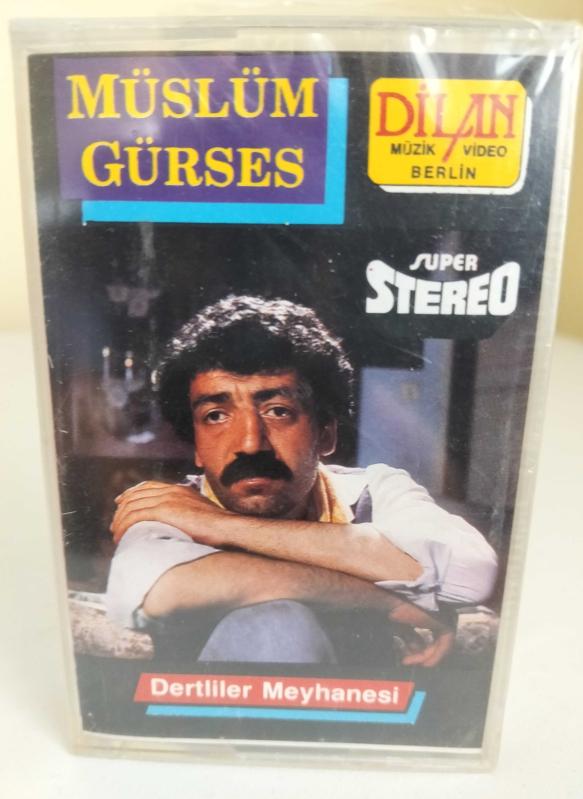 MÜSLÜM
GÜRSES
DİLAN
MÜZİK VİDEO
BERLİN
SUPER
STEREO
Dertliler Meyhanesi